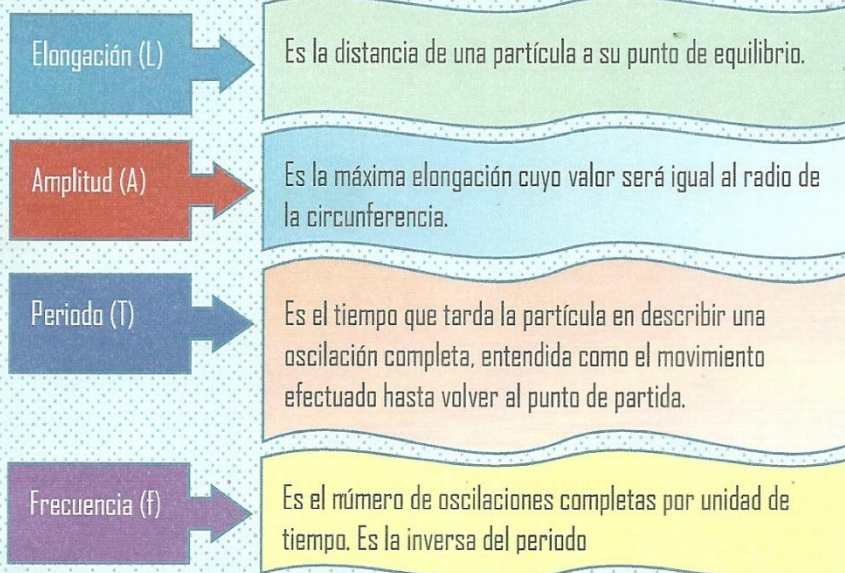 Elongación (L)
Es la distancia de una partícula a su punto de equilibrio.
Amplitud (A)
Es la máxima elongación cuyo valor será igual al radio de
la circunferencia.
Periodo (T)
Es el tiempo que tarda la partícula en describir una
oscilación completa, entendida como el movimiento
efectuado hasta volver al punto de partida.
Frecuencia (f)
Es el número de oscilaciones completas por unidad de
tiempo. Es la inversa del periodo